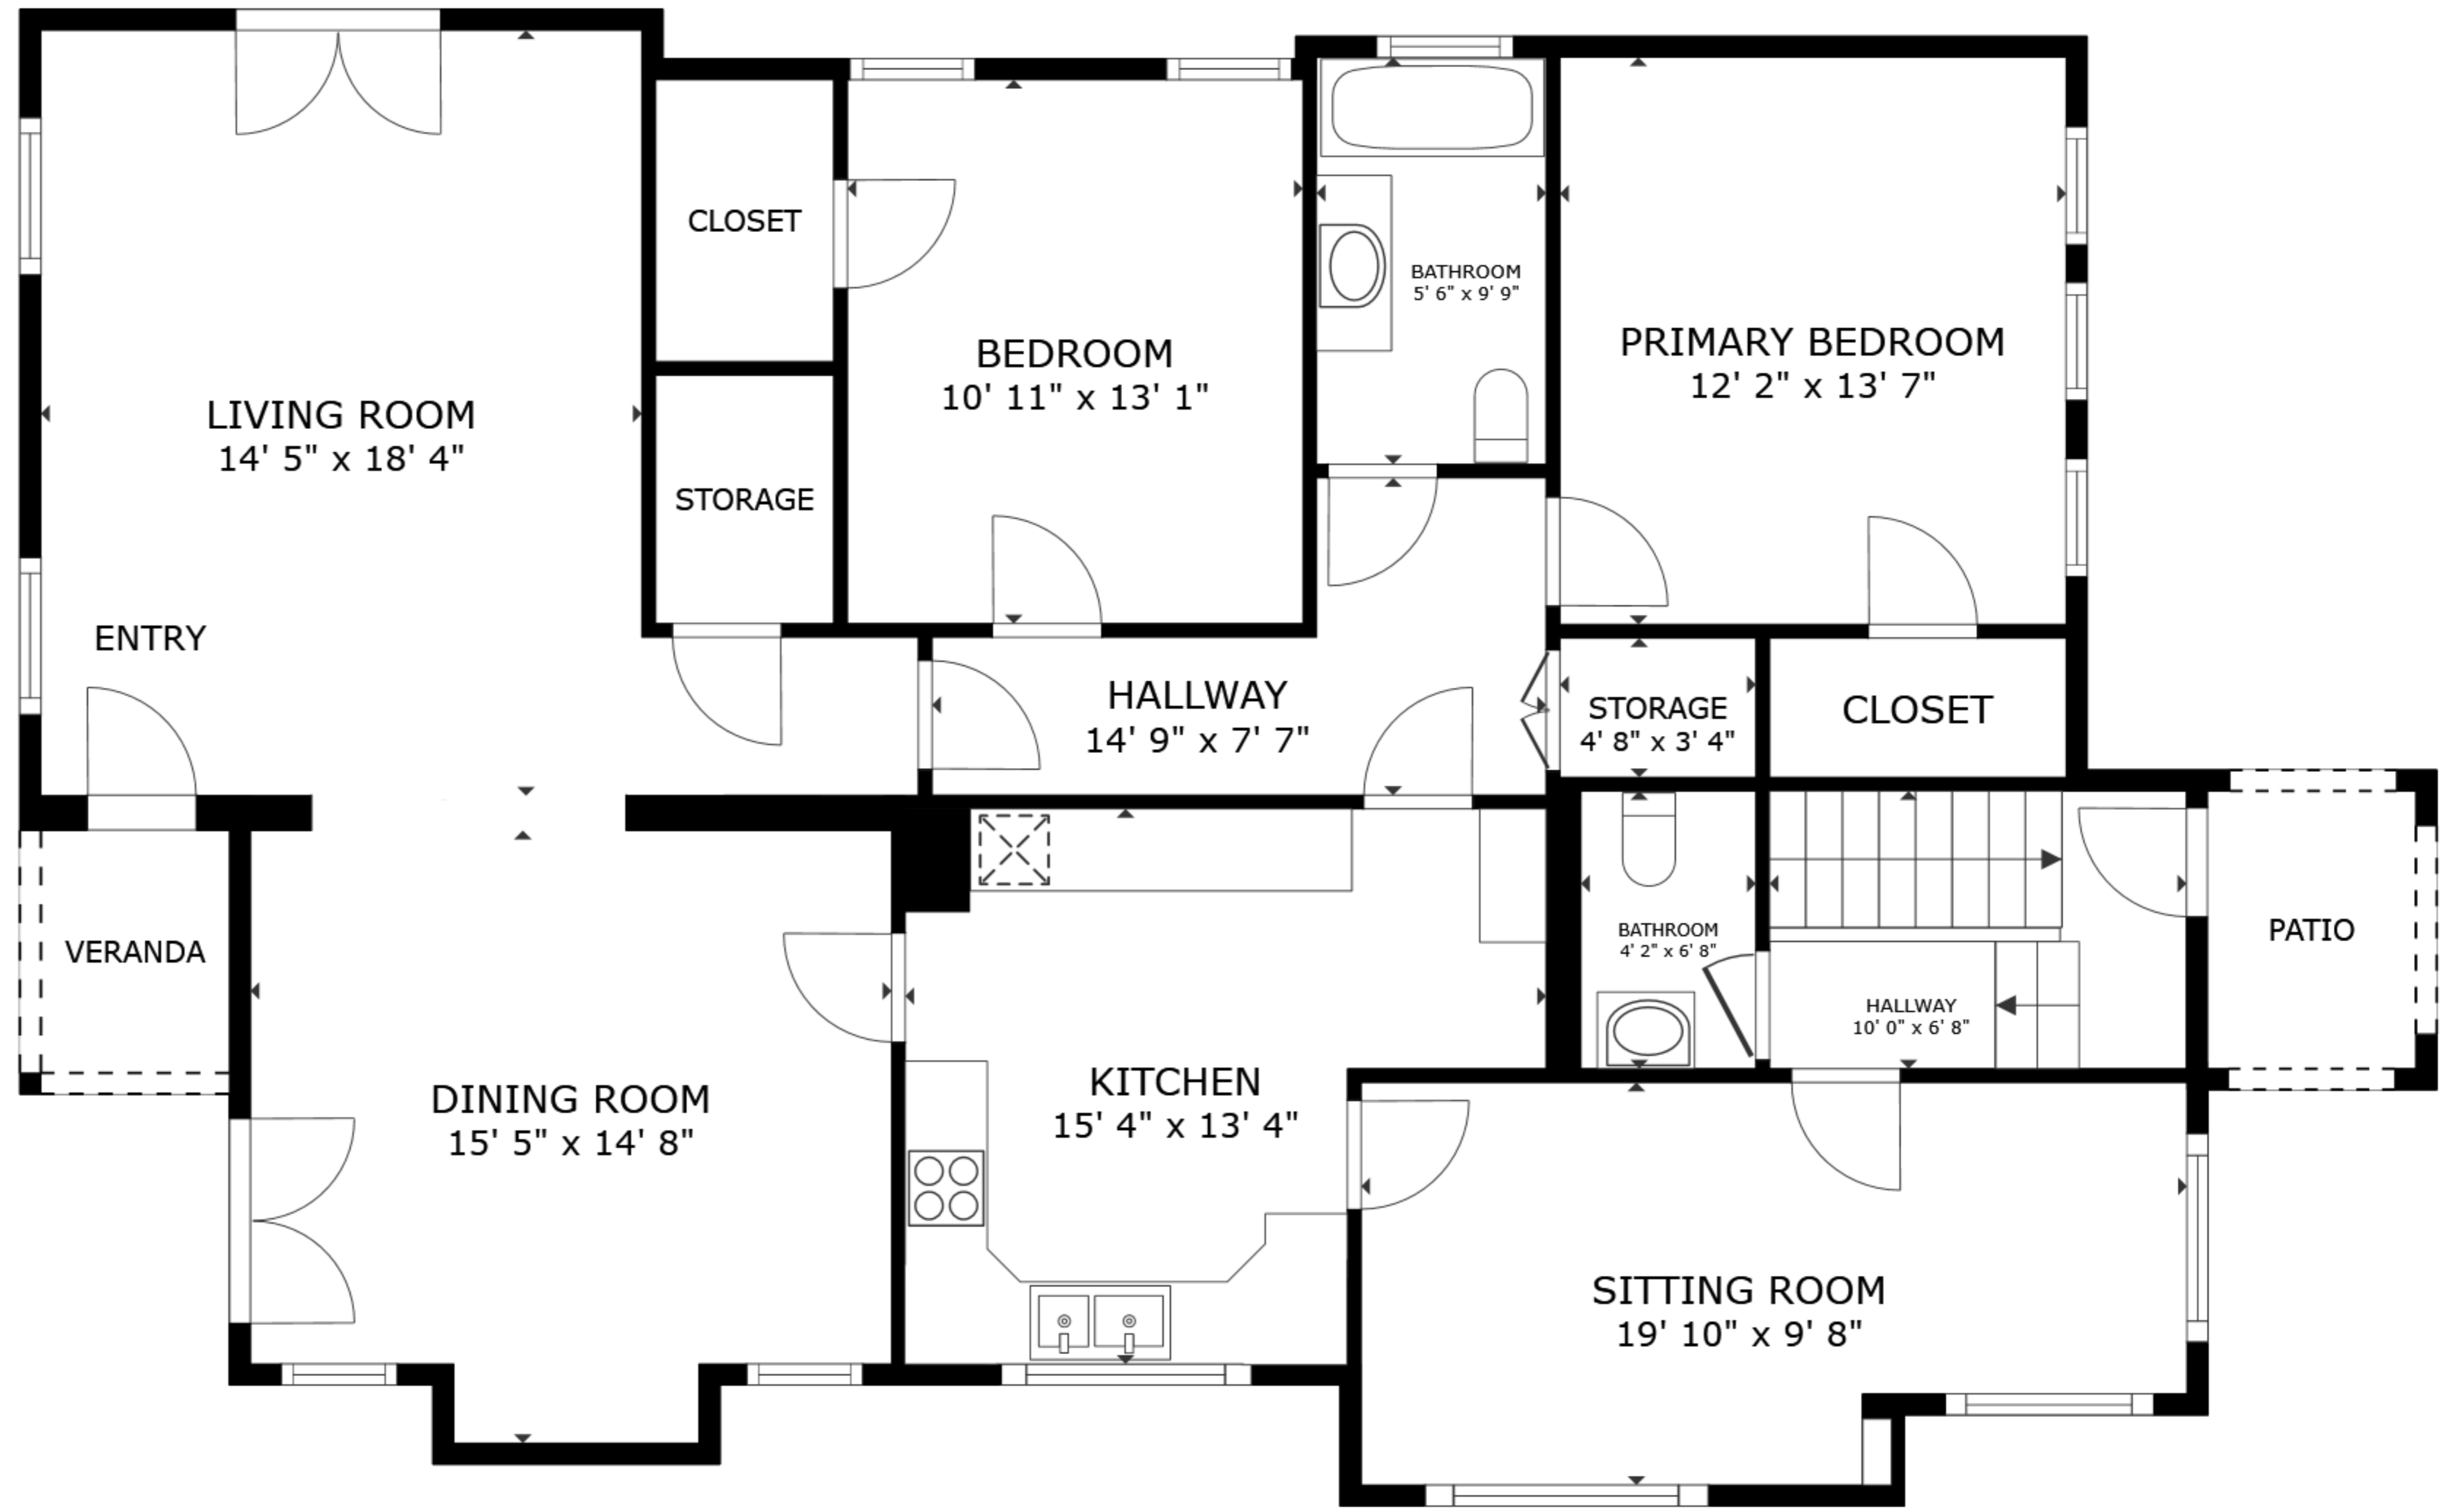 CLOSET
BATHROOM
5' 6" x 9' 9"
BEDROOM
10' 11" x 13' 1"
PRIMARY BEDROOM
12' 2" x 13' 7"
LIVING ROOM
14' 5" x 18' 4"
STORAGE
ENTRY
HALLWAY
14' 9" x 7' 7"
STORAGE
4' 8" x 3' 4"
CLOSET
VERANDA
BATHROOM
4' 2" x 6' 8"
PATIO
HALLWAY
10' 0" x 6' 8"
DINING ROOM
15' 5" x 14' 8"
KITCHEN
15' 4" x 13' 4"
SITTING ROOM
19' 10" x 9' 8"